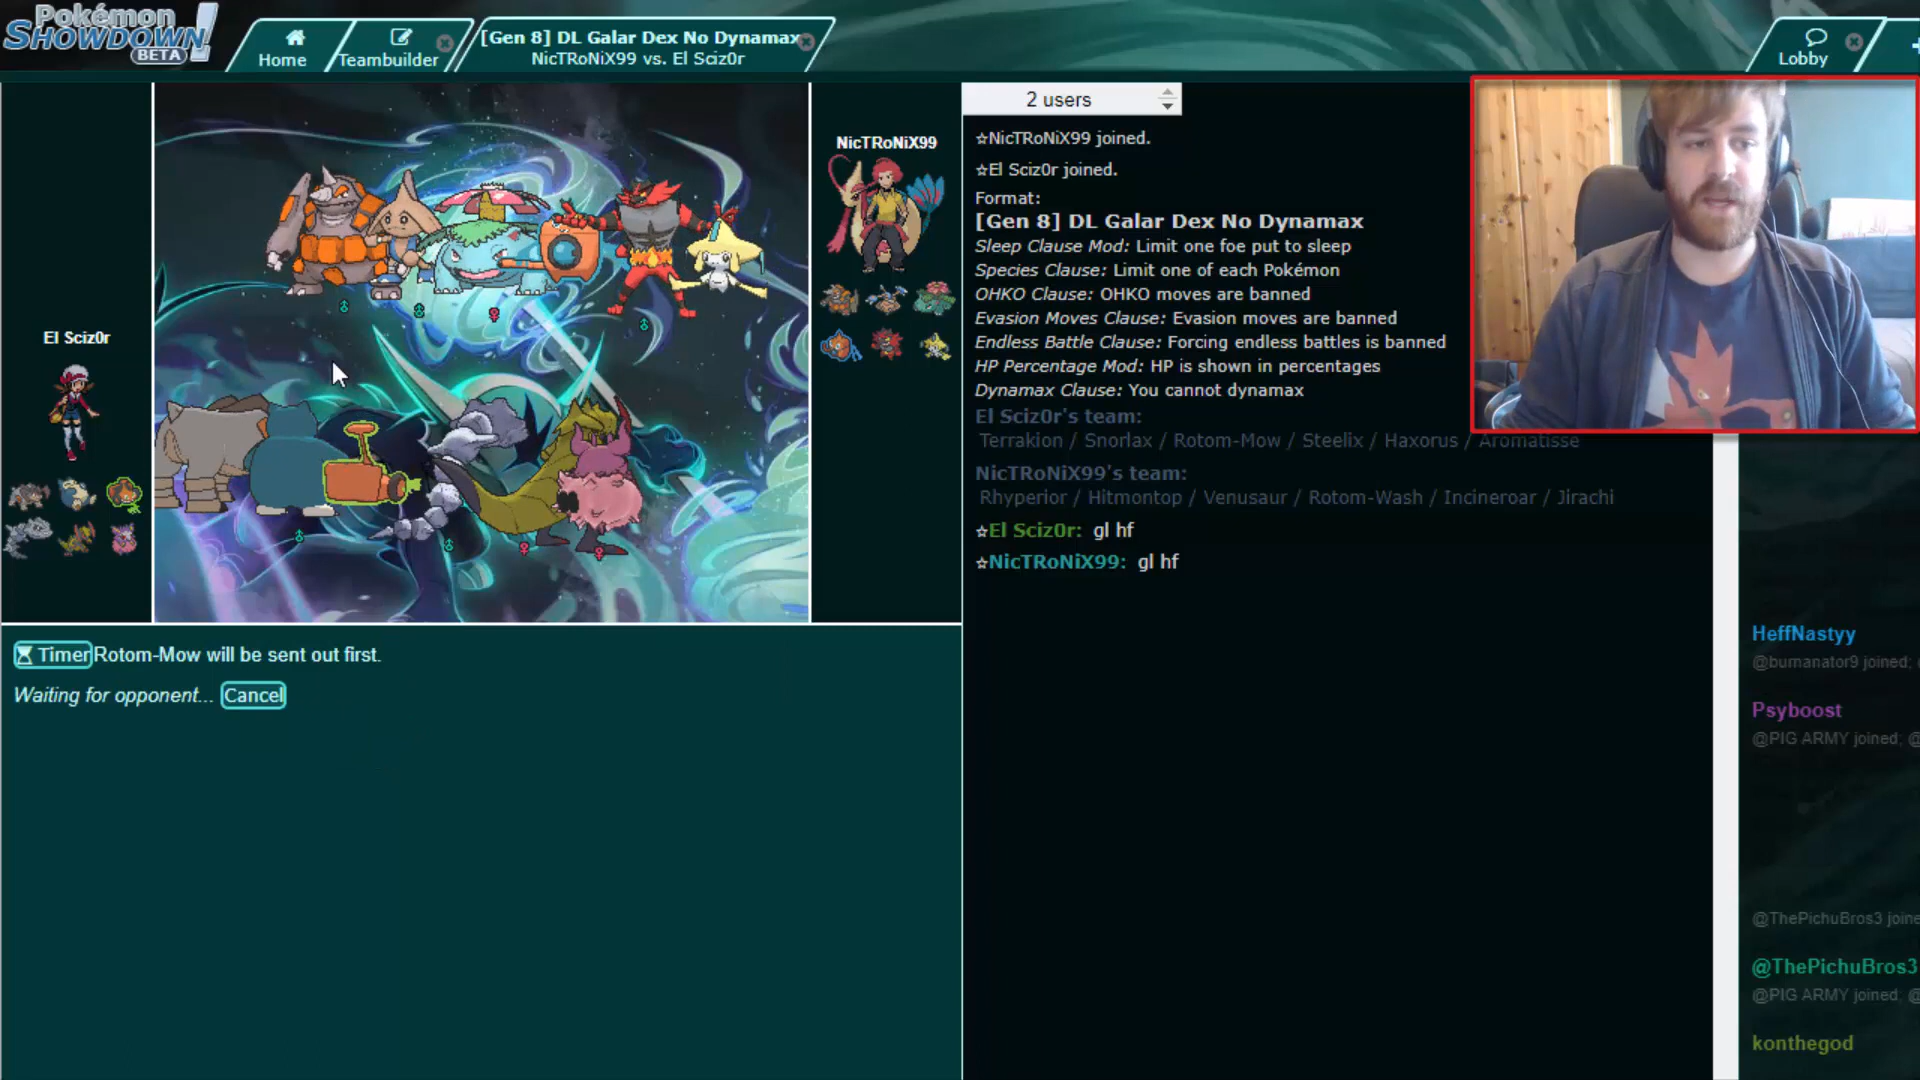 Pokémon
SHOWDOWN!
BETA
Home
Teambuilder
[Gen 8] DL Galar Dex No Dynamax
NicTRoNiX99 vs. El Sciz0r
Lobby
El Sciz0r
NicTRoNiX99
2 users
☆NicTRoNiX99 joined.
☆El Sciz0r joined.
Format:
[Gen 8] DL Galar Dex No Dynamax
Sleep Clause Mod: Limit one foe put to sleep
Species Clause: Limit one of each Pokémon
OHKO Clause: OHKO moves are banned
Evasion Moves Clause: Evasion moves are banned
Endless Battle Clause: Forcing endless battles is banned
HP Percentage Mod: HP is shown in percentages
Dynamax Clause: You cannot dynamax
El Sciz0r's team:
Terrakion / Snorlax / Rotom-Mow / Steelix / Haxorus / Aromatisse
NicTRoNiX99's team:
Rhyperior / Hitmontop / Venusaur / Rotom-Wash / Incineroar / Jirachi
☆El Sciz0r: gl hf
☆NicTRoNiX99: gl hf
Timer Rotom-Mow will be sent out first.
Waiting for opponent... Cancel
HeffNastyy
@bumanator9 joined;
Psyboost
@PIG ARMY joined; @
@ThePichuBros3 joine
@ThePichuBros3
@PIG ARMY joined; @
konthegod